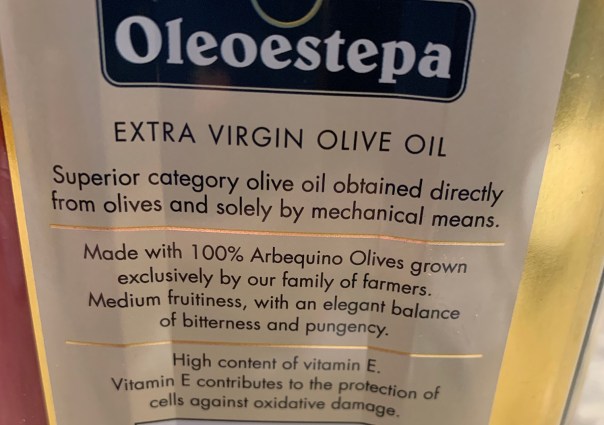 Oleoestepa
EXTRA VIRGIN OLIVE OIL
Superior category olive oil obtained directly
from olives and solely by mechanical means.
Made with 100% Arbequino Olives grown
exclusively by our family of farmers.
Medium fruitiness, with an elegant balance
of bitterness and pungency.
High content of vitamin E.
Vitamin E contributes to the protection of
cells against oxidative damage.